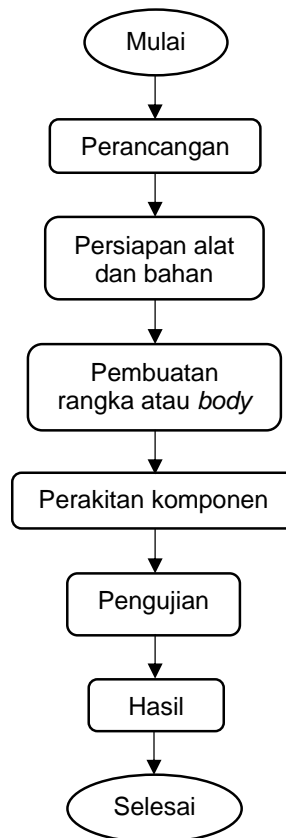 Mulai
Perancangan
Persiapan alat
dan bahan
Pembuatan
rangka atau body
Perakitan komponen
Pengujian
Hasil
Selesai